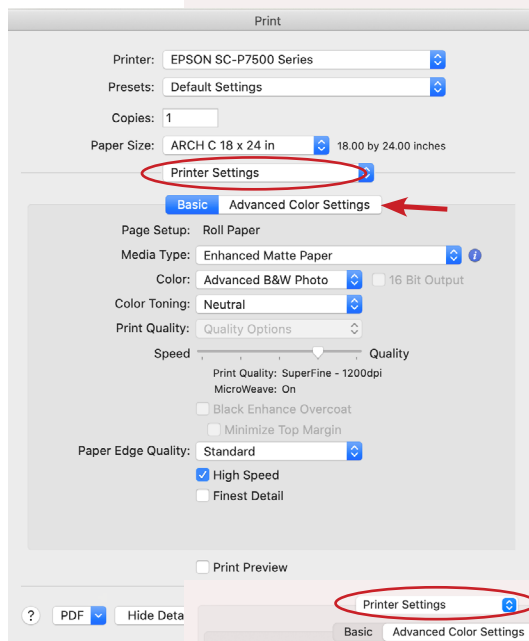 Print
Printer: EPSON SC-P7500 Series
Presets: Default Settings
Copies: 1
Paper Size: ARCH C 18 x 24 in 18.00 by 24.00 inches
Printer Settings
Basic Advanced Color Settings
Page Setup: Roll Paper
Media Type: Enhanced Matte Paper i
Color: Advanced B&W Photo 16 Bit Output
Color Toning: Neutral
Print Quality: Quality Options
Speed Quality
Print Quality: SuperFine - 1200dpi
MicroWeave: On
Black Enhance Overcoat
Minimize Top Margin
Paper Edge Quality: Standard
High Speed
Finest Detail
Print Preview
? PDF Hide Deta
Printer Settings
Basic Advanced Color Settings